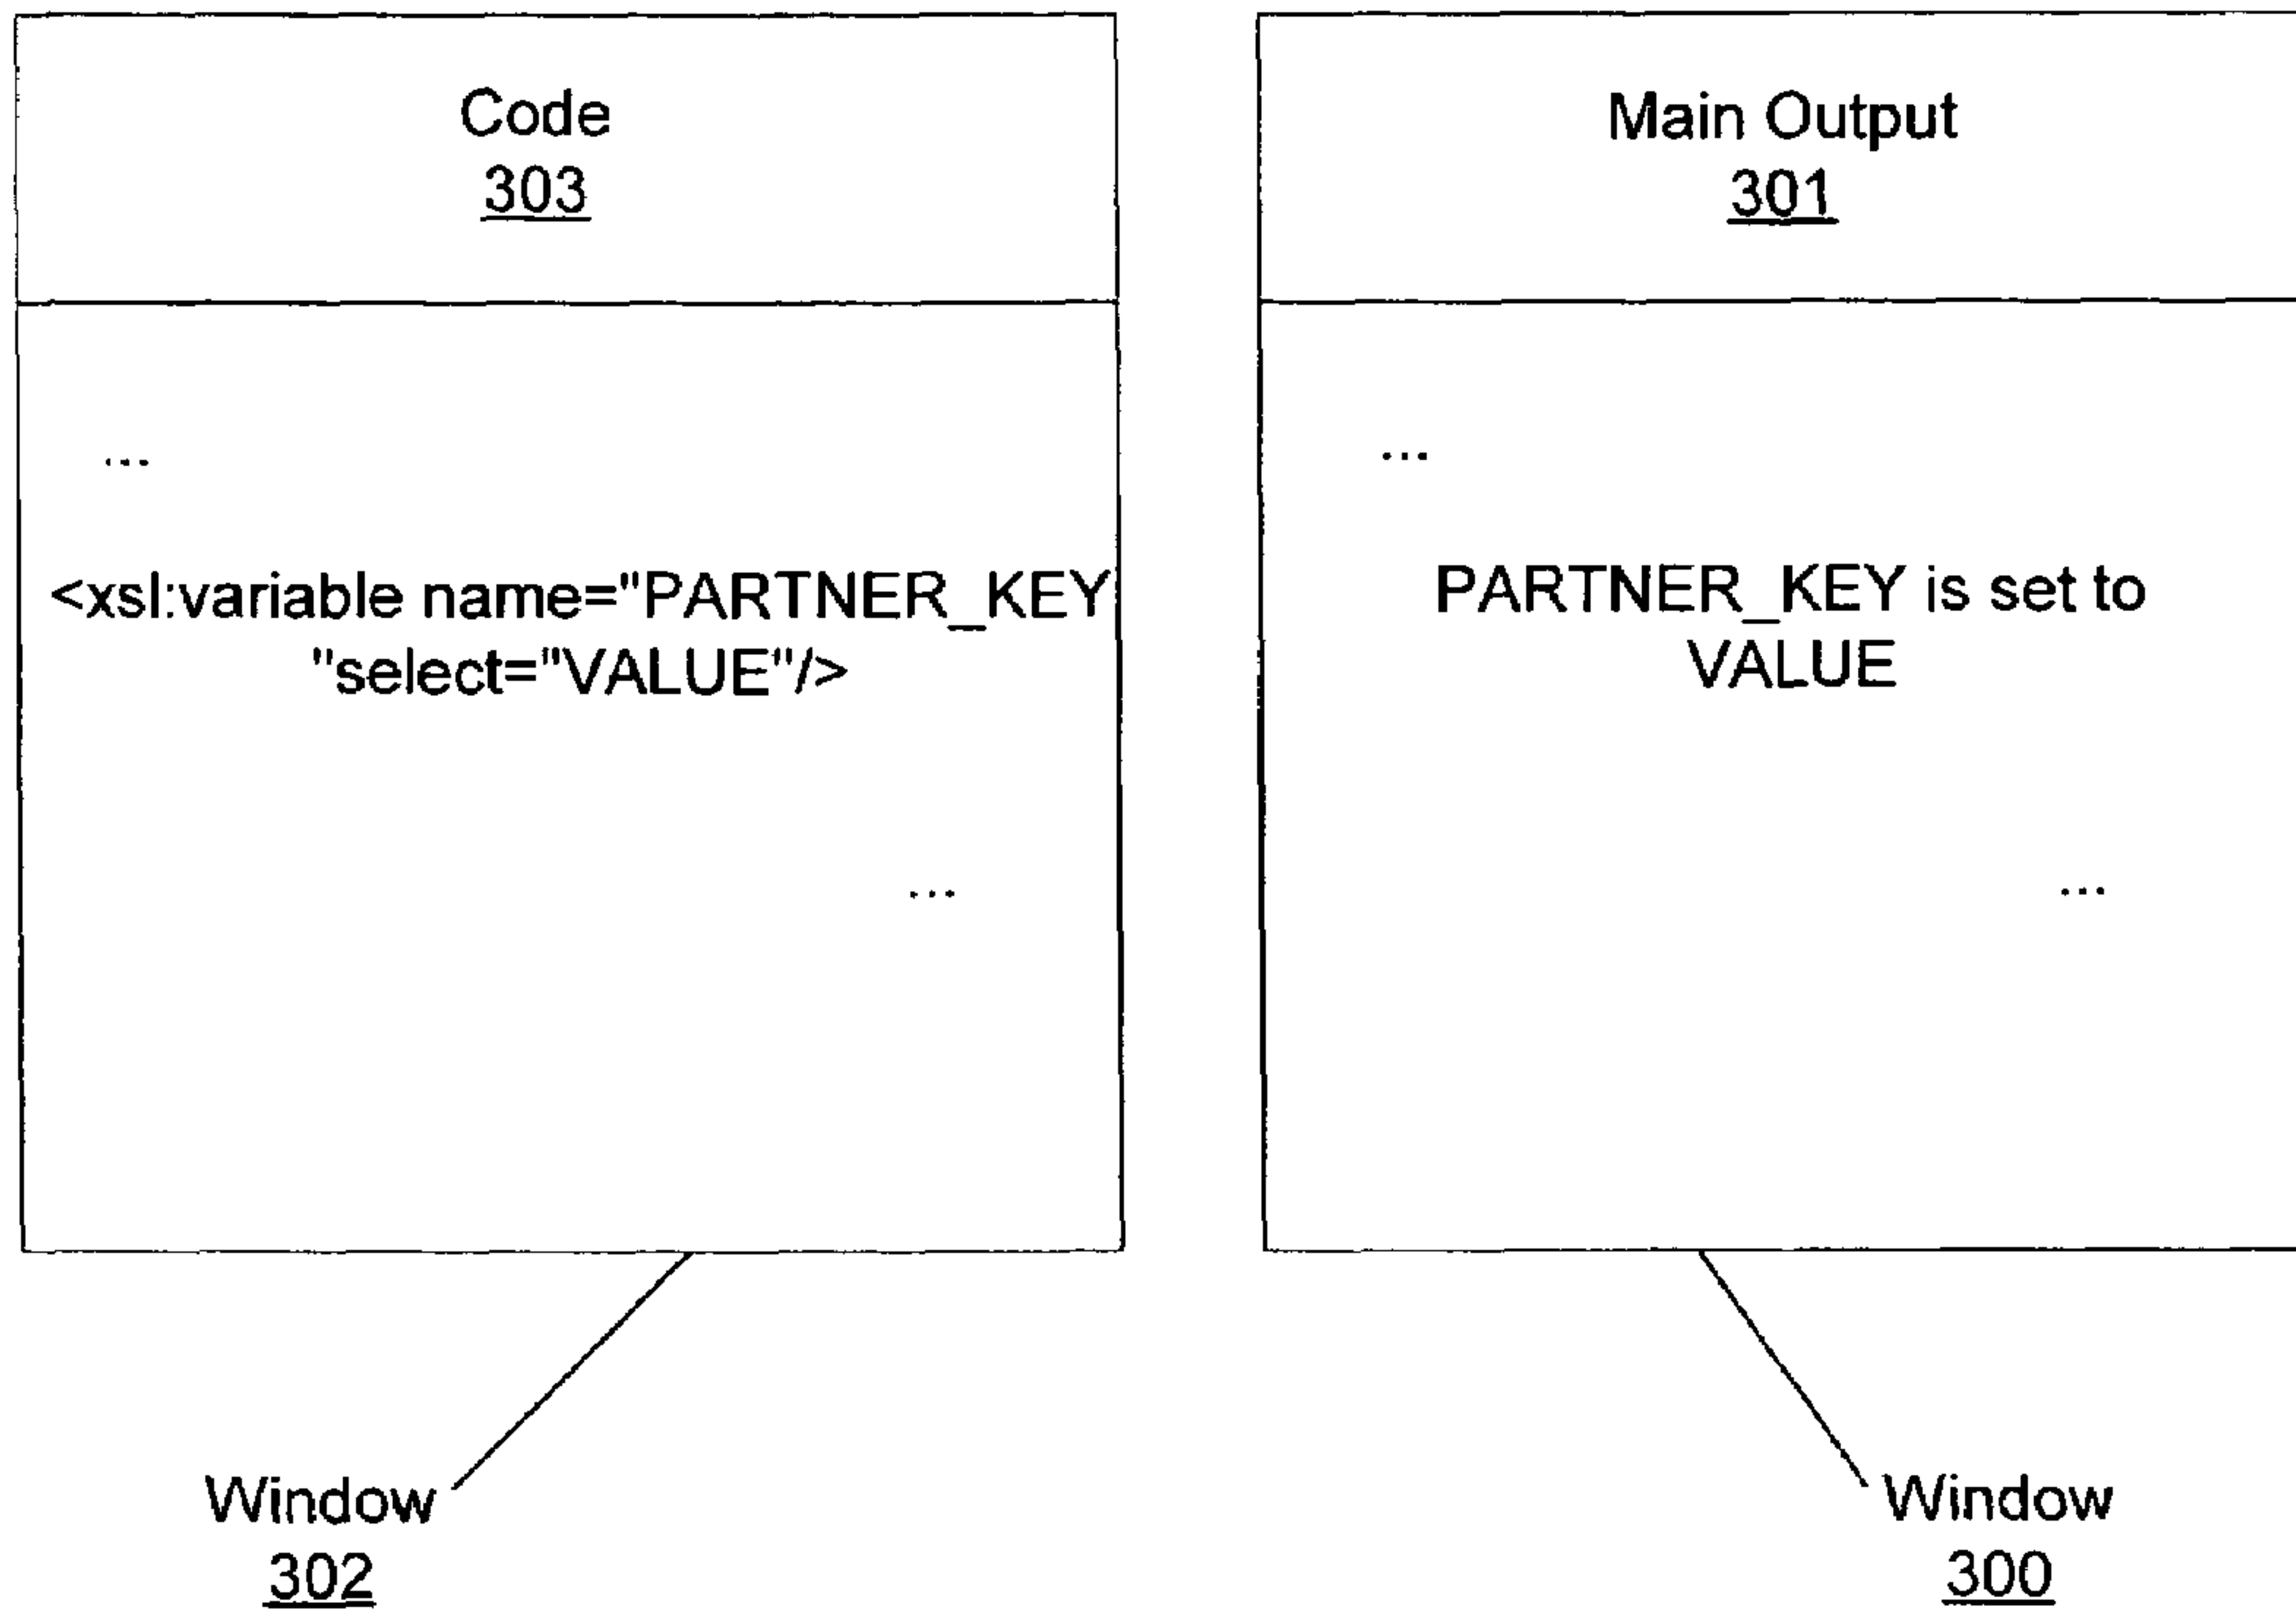 Code
303
...
<xsl:variable name="PARTNER_KEY
"select="VALUE"/>
...
Window
302
Main Output
301
...
PARTNER_KEY is set to
VALUE
...
Window
300